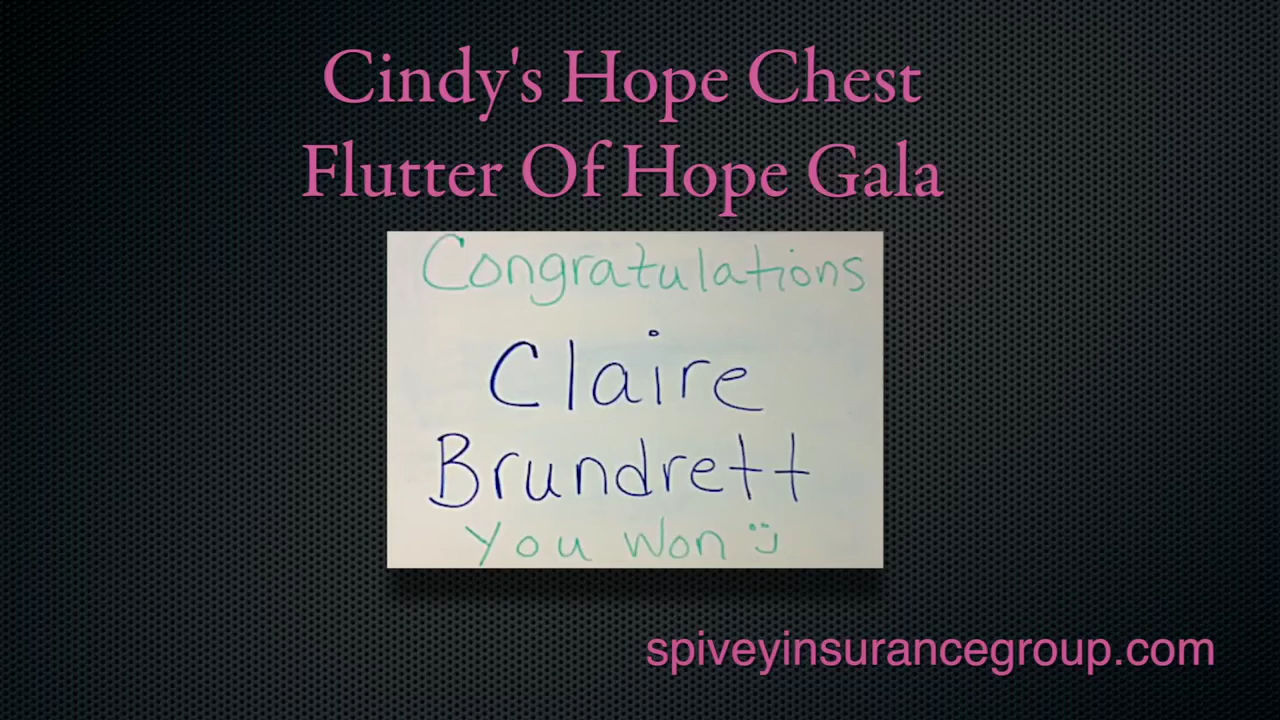 Cindy's Hope Chest
Flutter Of Hope Gala
Congratulations
Claire
Brundrett
You Won :)
spiveyinsurancegroup.com